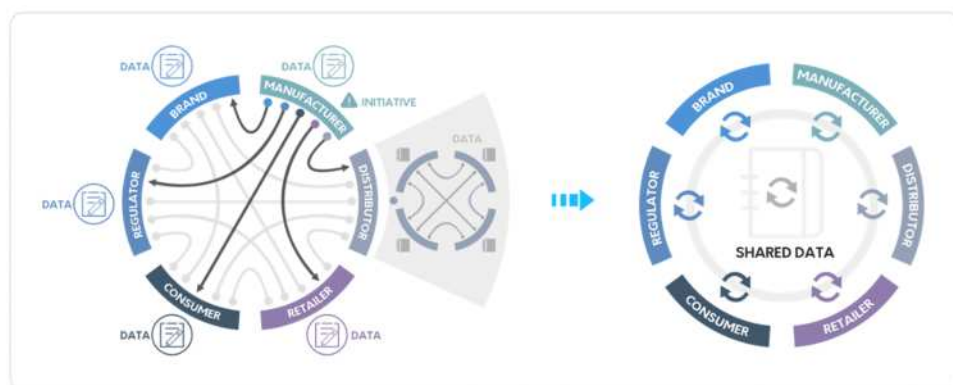 DATA
DATA
BRAND
MANUFACTURER
INITIATIVE
DATA
REGULATOR
DISTRIBUTOR
DATA
CONSUMER
RETAILER
DATA
DATA
BRAND
MANUFACTURER
REGULATOR
DISTRIBUTOR
SHARED DATA
CONSUMER
RETAILER